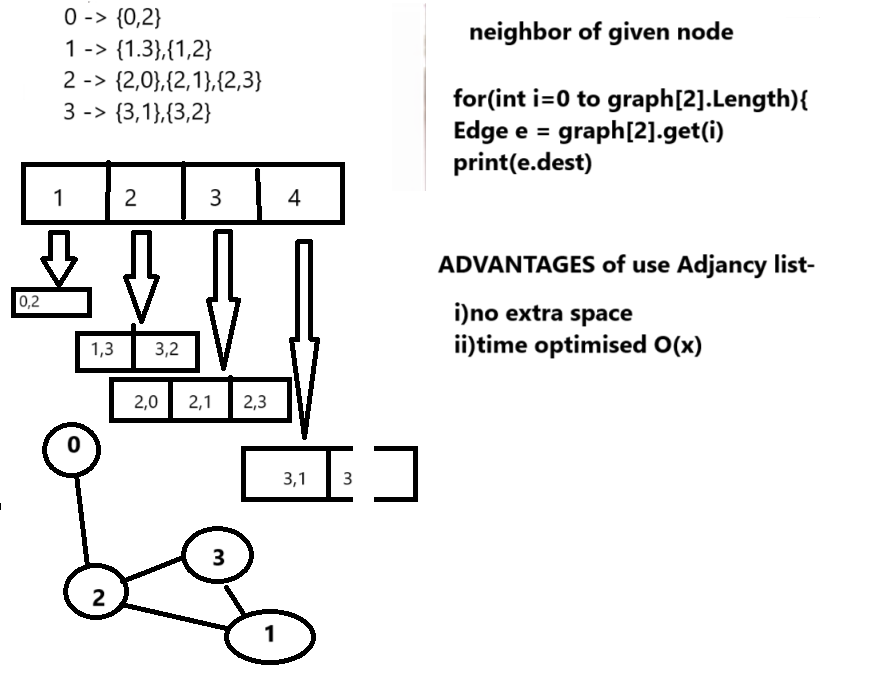 0 -> {0,2}
1 -> {1.3},{1,2}
2 -> {2,0},{2,1},{2,3}
3 -> {3,1},{3,2}
1 2 3 4
0,2
1,3 3,2
2,0 2,1 2,3
3,1 3
0
3
2
1
neighbor of given node
for(int i=0 to graph[2].Length){
Edge e = graph[2].get(i)
print(e.dest)
ADVANTAGES of use Adjancy list-
i)no extra space
ii)time optimised O(x)